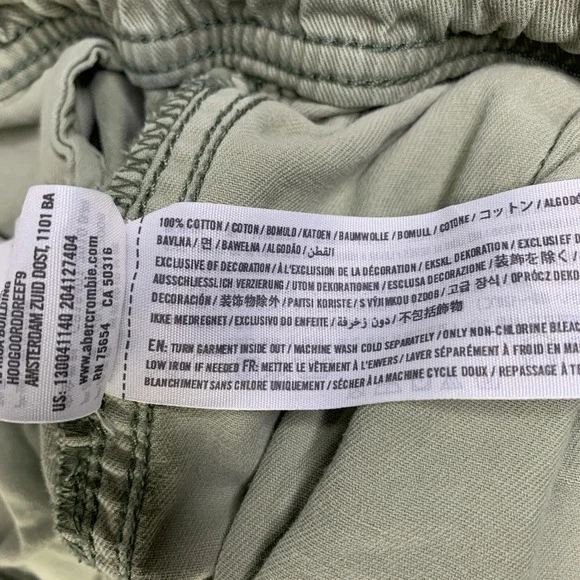 HOOGOORDDREEF9
AMSTERDAM ZUID OOST, 1101 BA
US: 130041140 204127404
www.abercrombie.com
RN 75654 CA 50316
100% COTTON / COTON / BOMULD / KATOEN / BAUMWOLLE / BOMULL / COTONE / コットン / ALGODÓ
BAVLNA / 면 / BAWEŁNA / ALGODÃO / القطن
EXCLUSIVE OF DECORATION / À L'EXCLUSION DE LA DÉCORATION / EKSKL. DEKORATION / EXCLUSIEF DE
AUSSCHLIESSLICH VERZIERUNG / UTOM DEKORATIONEN / ESCLUSA DECORAZIONE / 装飾を除く /
DECORACIÓN / 装饰物除外 / PAITSI KORISTE / S VÝJIMKOU OZDOB / 고급 장식 / OPRÓCZ DEKO
IKKE MEDREGNET / EXCLUSIVO DO ENFEITE / بدون زخرفة / 不包括飾物
EN: TURN GARMENT INSIDE OUT / MACHINE WASH COLD SEPARATELY / ONLY NON-CHLORINE BLEAC
LOW IRON IF NEEDED FR: METTRE LE VÊTEMENT À L'ENVERS / LAVER SÉPARÉMENT À FROID EN MA
BLANCHIMENT SANS CHLORE UNIQUEMENT / SÉCHER À LA MACHINE CYCLE DOUX / REPASSAGE À T